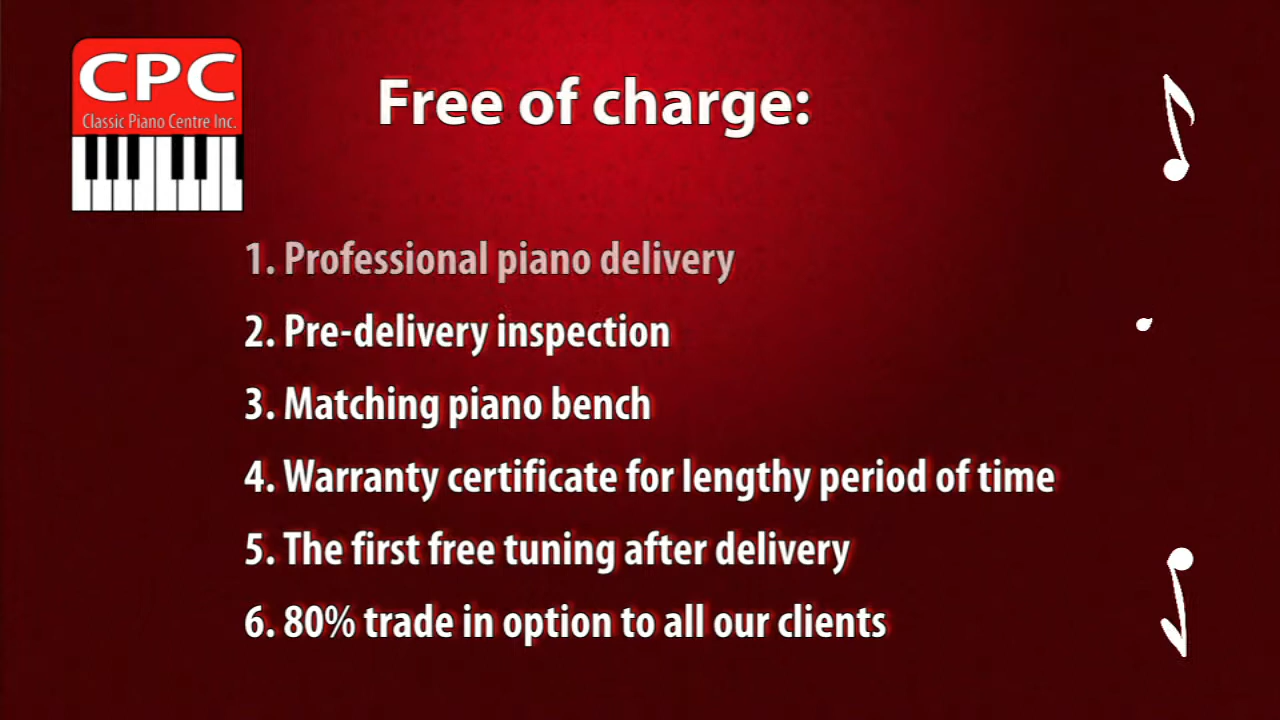 CPC
Classic Piano Centre Inc.
Free of charge:
1. Professional piano delivery
2. Pre-delivery inspection
3. Matching piano bench
4. Warranty certificate for lengthy period of time
5. The first free tuning after delivery
6. 80% trade in option to all our clients